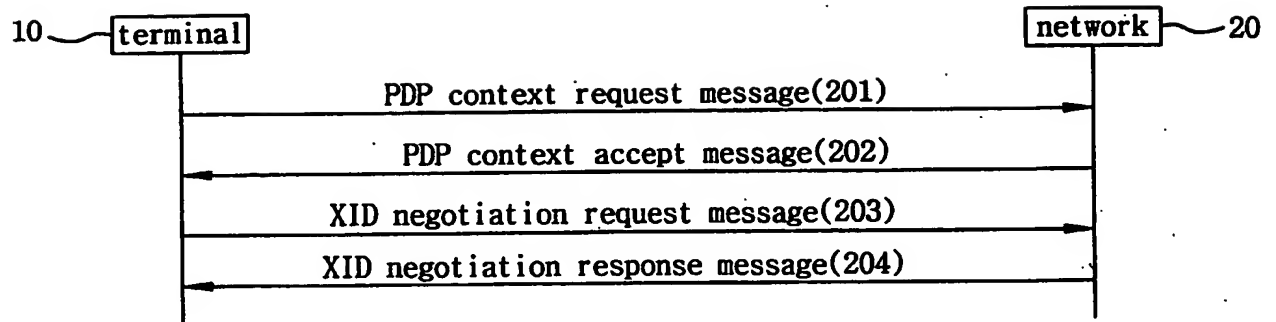 10 terminal network 20
PDP context request message(201)
PDP context accept message(202)
XID negotiation request message(203)
XID negotiation response message(204)